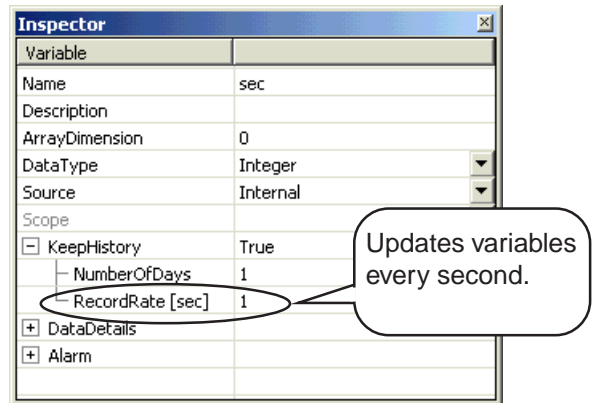 Inspector
Variable
Name sec
Description
ArrayDimension 0
DataType Integer
Source Internal
Scope
KeepHistory True
NumberOfDays 1
RecordRate [sec] 1
DataDetails
Alarm
Updates variables
every second.